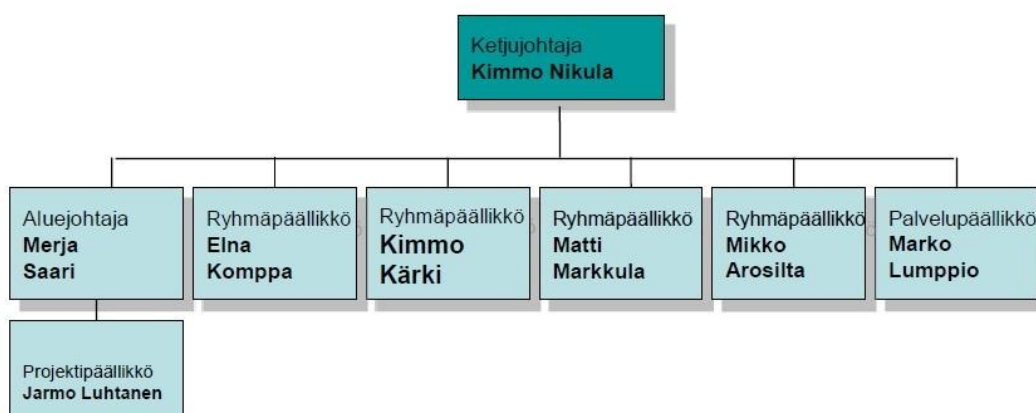 Ketjujohtaja
Kimmo Nikula
Aluejohtaja
Merja
Saari
Ryhmäpäällikkö
Elna
Komppa
Ryhmäpäällikkö
Kimmo
Kärki
Ryhmäpäällikkö
Matti
Markkula
Ryhmäpäällikkö
Mikko
Arosilta
Palvelupäällikkö
Marko
Lumppio
Projektipäällikkö
Jarmo Luhtanen